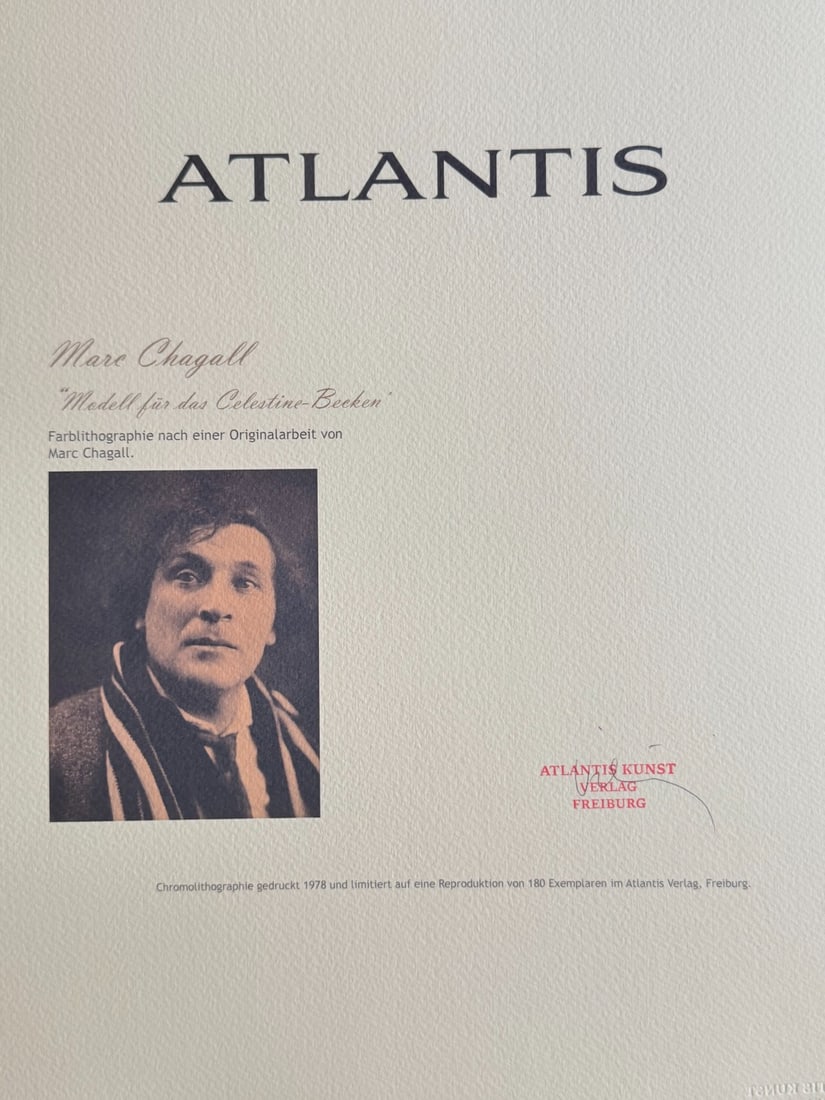 ATLANTIS
Marc Chagall
"Modell für das Celestine-Becken"
Farblithographie nach einer Originalarbeit von
Marc Chagall.
ATLANTIS KUNST
VERLAG
FREIBURG
Chromolithographie gedruckt 1978 und limitiert auf eine Reproduktion von 180 Exemplaren im Atlantis Verlag, Freiburg.